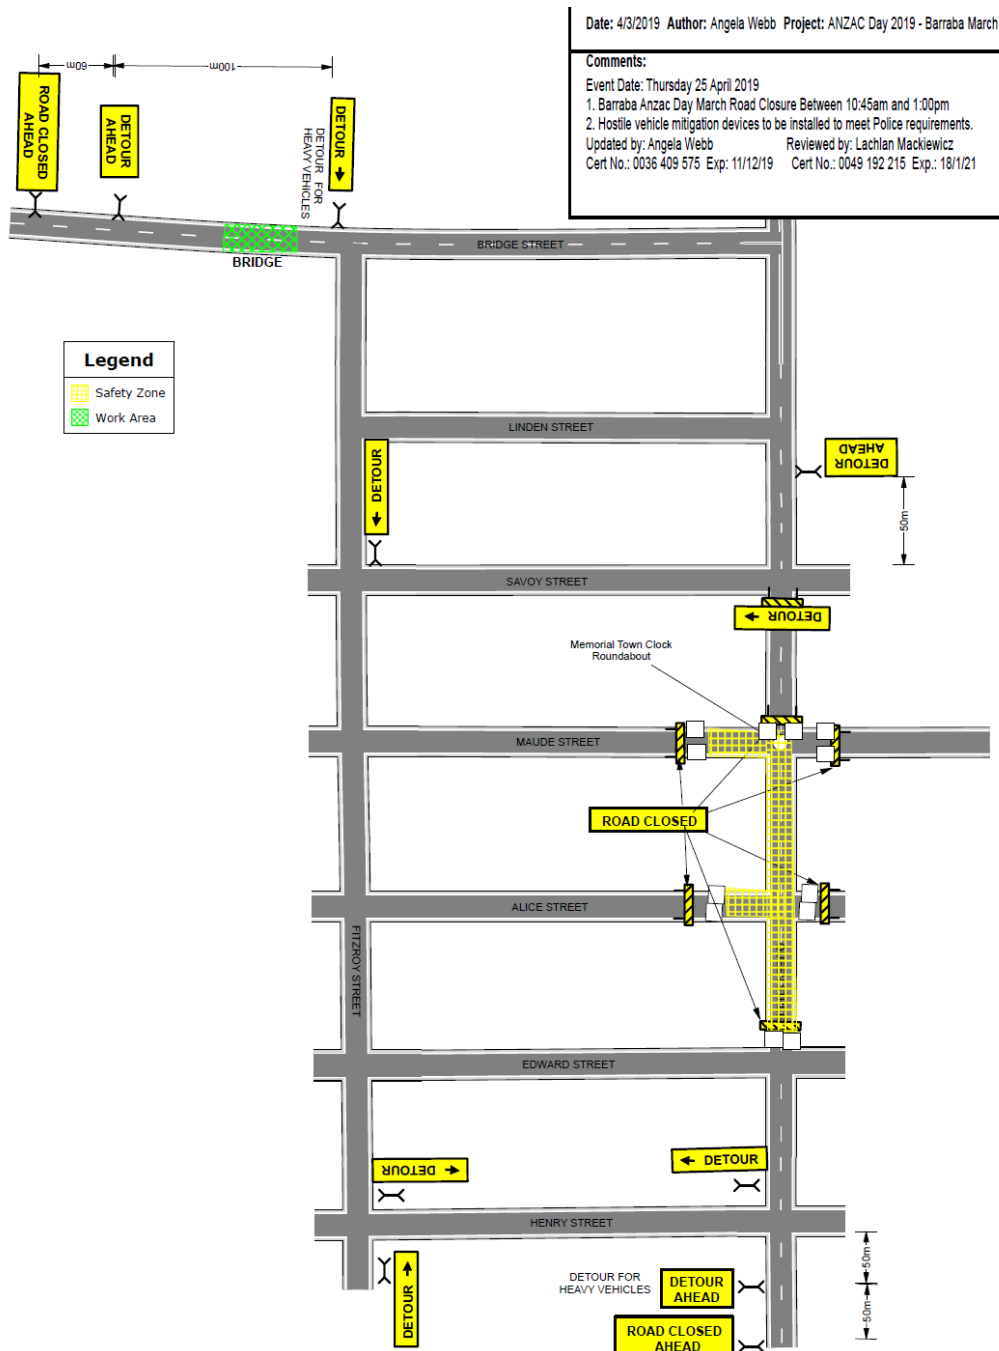 Date: 4/3/2019 Author: Angela Webb Project: ANZAC Day 2019 - Barraba March
Comments:
Event Date: Thursday 25 April 2019
1. Barraba Anzac Day March Road Closure Between 10:45am and 1:00pm
2. Hostile vehicle mitigation devices to be installed to meet Police requirements.
Updated by: Angela Webb Reviewed by: Lachlan Mackiewicz
Cert No.: 0036 409 575 Exp: 11/12/19 Cert No.: 0049 192 215 Exp.: 18/1/21
60m
100m
ROAD CLOSED
AHEAD
DETOUR
AHEAD
DETOUR
DETOUR FOR
HEAVY VEHICLES
BRIDGE STREET
BRIDGE
Legend
Safety Zone
Work Area
LINDEN STREET
DETOUR
DETOUR
AHEAD
50m
SAVOY STREET
DETOUR
Memorial Town Clock
Roundabout
MAUDE STREET
ROAD CLOSED
ALICE STREET
FITZROY STREET
EDWARD STREET
DETOUR
DETOUR
HENRY STREET
DETOUR
DETOUR FOR
HEAVY VEHICLES
DETOUR
AHEAD
50m
50m
ROAD CLOSED
AHEAD